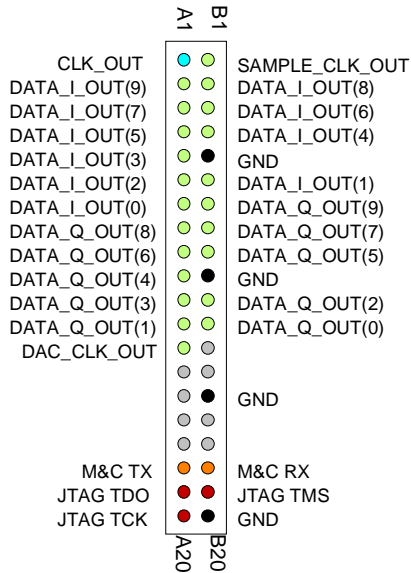 A1 B1
CLK_OUT SAMPLE_CLK_OUT
DATA_I_OUT(9) DATA_I_OUT(8)
DATA_I_OUT(7) DATA_I_OUT(6)
DATA_I_OUT(5) DATA_I_OUT(4)
DATA_I_OUT(3) GND
DATA_I_OUT(2) DATA_I_OUT(1)
DATA_I_OUT(0) DATA_Q_OUT(9)
DATA_Q_OUT(8) DATA_Q_OUT(7)
DATA_Q_OUT(6) DATA_Q_OUT(5)
DATA_Q_OUT(4) GND
DATA_Q_OUT(3) DATA_Q_OUT(2)
DATA_Q_OUT(1) DATA_Q_OUT(0)
DAC_CLK_OUT
GND
M&C TX M&C RX
JTAG TDO JTAG TMS
JTAG TCK GND
A20 B20